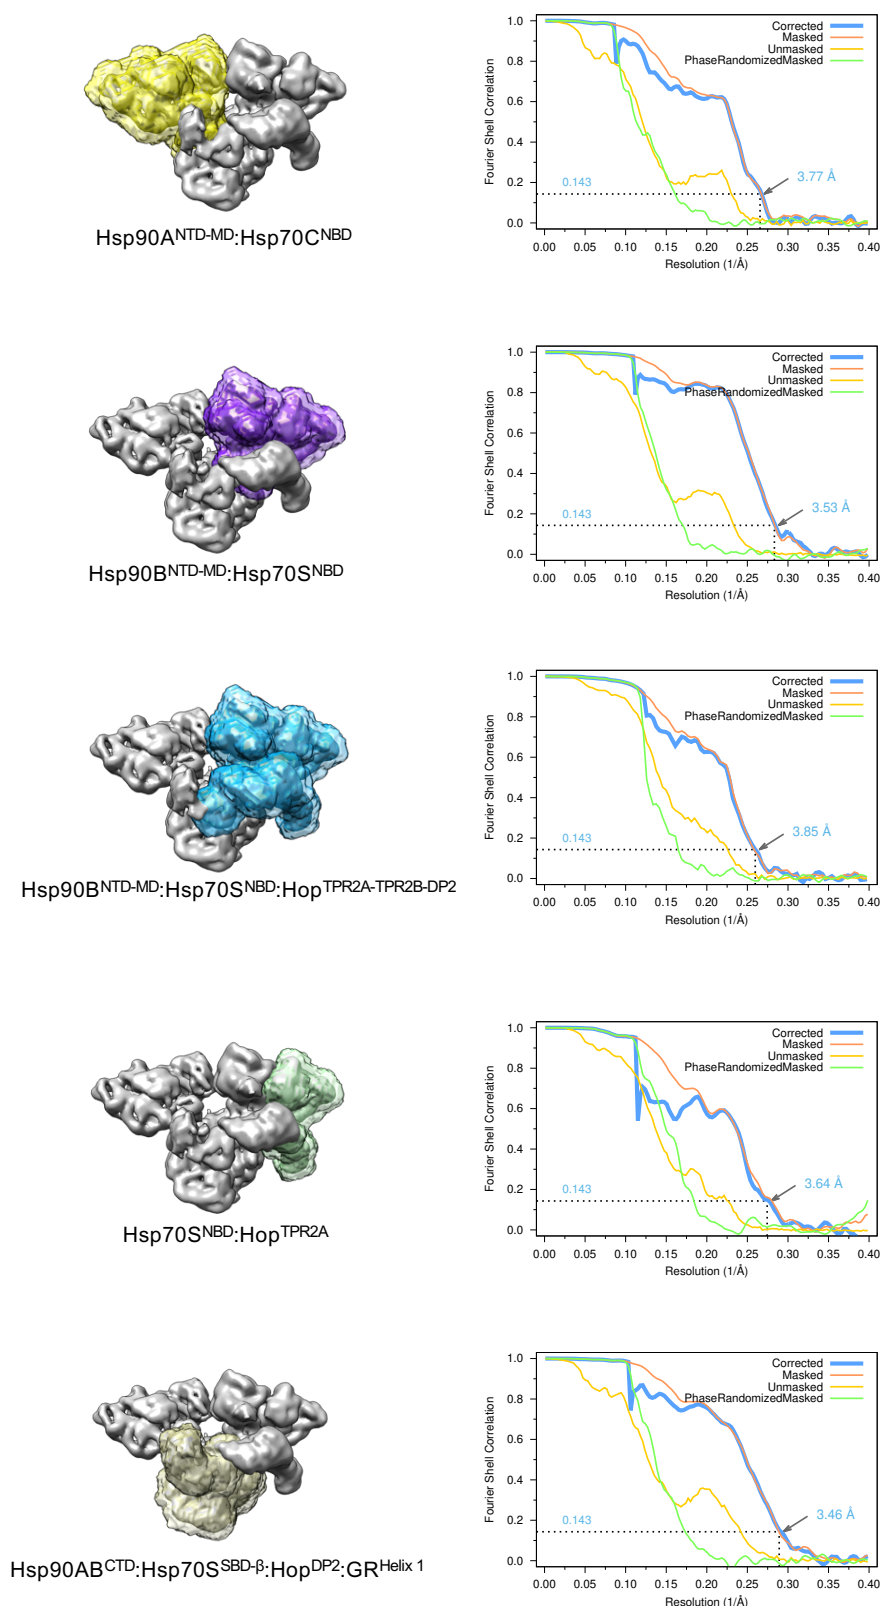 1.0
0.8
0.6
0.4
0.2
0.0
Fourier Shell Correlation
Corrected
Masked
Unmasked
PhaseRandomizedMasked
0.143
3.77 Å
0.00 0.05 0.10 0.15 0.20 0.25 0.30 0.35 0.40
Resolution (1/Å)
Hsp90A^NTD-MD:Hsp70C^NBD
1.0
0.8
0.6
0.4
0.2
0.0
Fourier Shell Correlation
Corrected
Masked
Unmasked
PhaseRandomizedMasked
0.143
3.53 Å
0.00 0.05 0.10 0.15 0.20 0.25 0.30 0.35 0.40
Resolution (1/Å)
Hsp90B^NTD-MD:Hsp70S^NBD
1.0
0.8
0.6
0.4
0.2
0.0
Fourier Shell Correlation
Corrected
Masked
Unmasked
PhaseRandomizedMasked
0.143
3.85 Å
0.00 0.05 0.10 0.15 0.20 0.25 0.30 0.35 0.40
Resolution (1/Å)
Hsp90B^NTD-MD:Hsp70S^NBD:Hop^TPR2A-TPR2B-DP2
1.0
0.8
0.6
0.4
0.2
0.0
Fourier Shell Correlation
Corrected
Masked
Unmasked
PhaseRandomizedMasked
0.143
3.64 Å
0.00 0.05 0.10 0.15 0.20 0.25 0.30 0.35 0.40
Resolution (1/Å)
Hsp70S^NBD:Hop^TPR2A
1.0
0.8
0.6
0.4
0.2
0.0
Fourier Shell Correlation
Corrected
Masked
Unmasked
PhaseRandomizedMasked
0.143
3.46 Å
0.00 0.05 0.10 0.15 0.20 0.25 0.30 0.35 0.40
Resolution (1/Å)
Hsp90AB^CTD:Hsp70S^SBD-β:Hop^DP2:GR^Helix 1